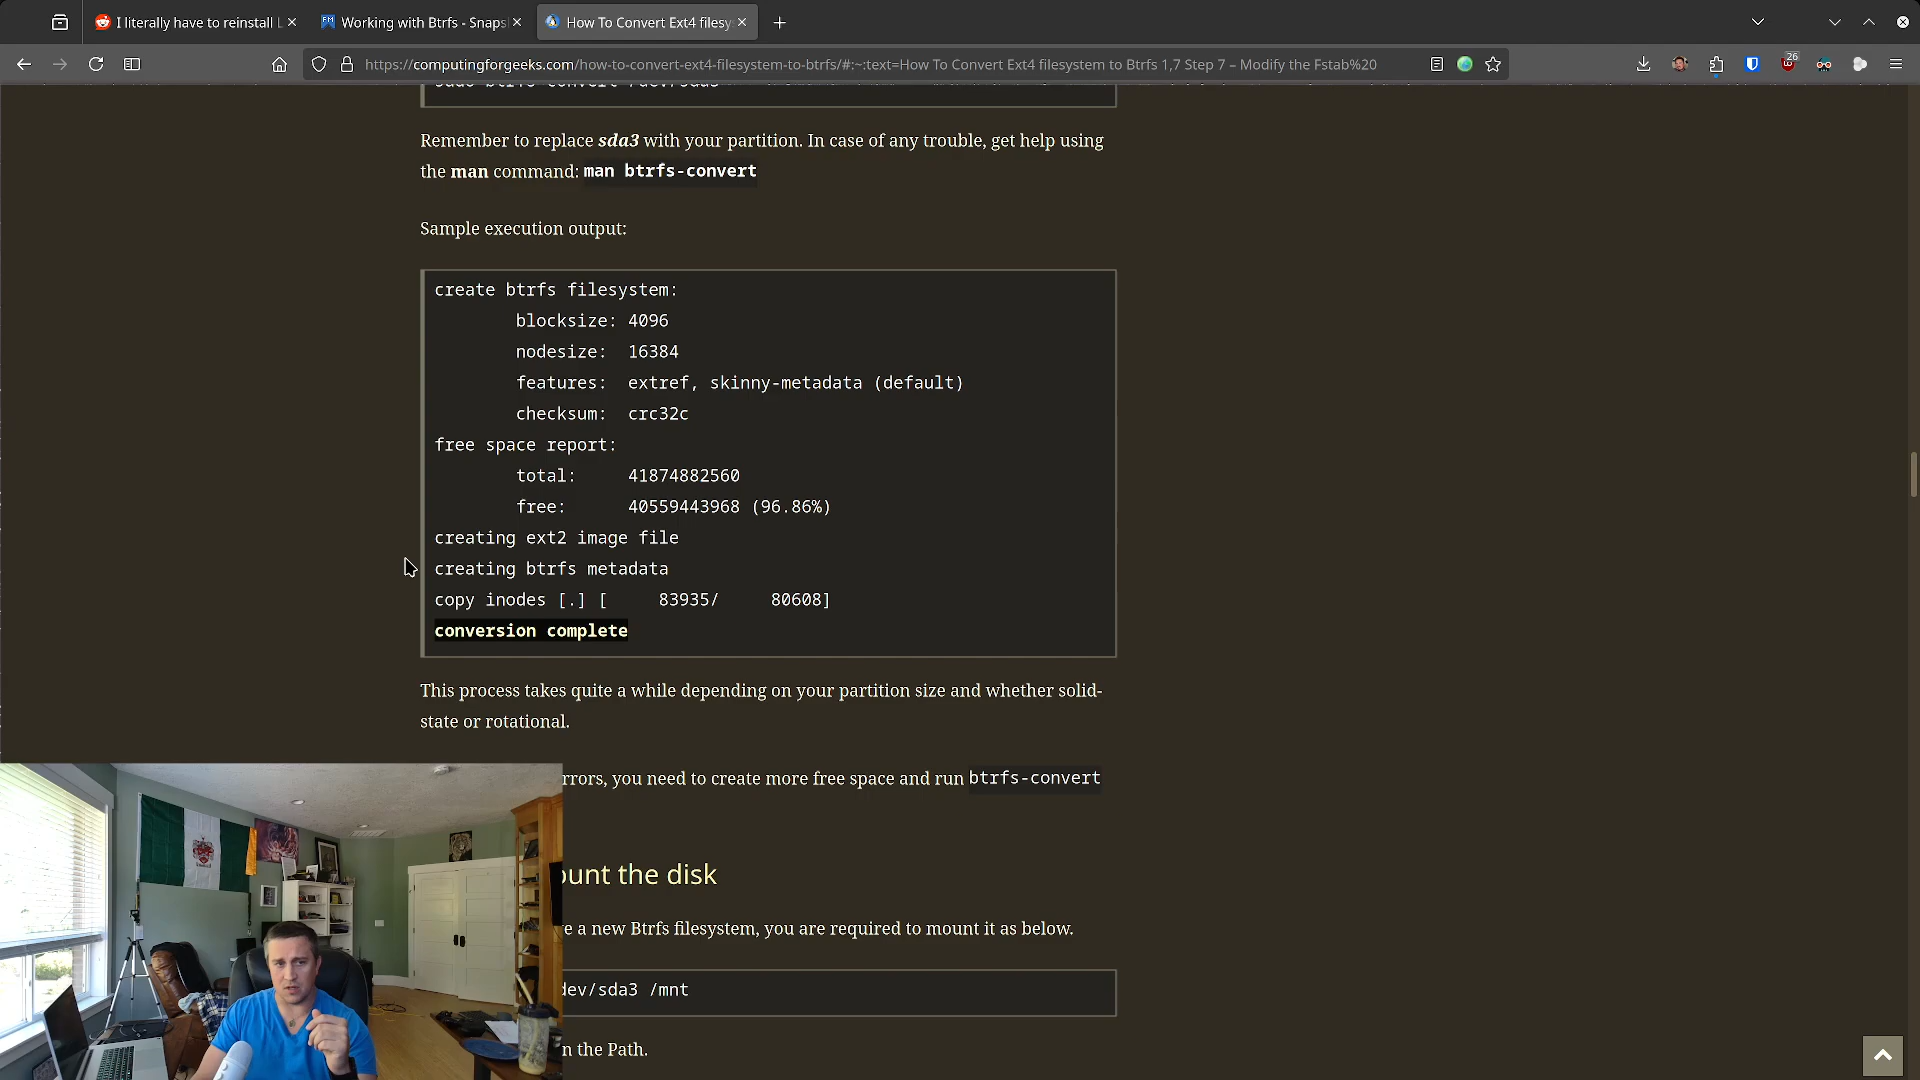 I literally have to reinstall L
Working with Btrfs - Snaps
How To Convert Ext4 filesy
https://computingforgeeks.com/how-to-convert-ext4-filesystem-to-btrfs/#:~:text=How To Convert Ext4 filesystem to Btrfs 1,7 Step 7 – Modify the Fstab%20
26
sudo btrfs-convert /dev/sda3
Remember to replace sda3 with your partition. In case of any trouble, get help using
the man command: man btrfs-convert
Sample execution output:
create btrfs filesystem:
blocksize: 4096
nodesize: 16384
features: extref, skinny-metadata (default)
checksum: crc32c
free space report:
total: 41874882560
free: 40559443968 (96.86%)
creating ext2 image file
creating btrfs metadata
copy inodes [.] [ 83935/ 80608]
conversion complete
This process takes quite a while depending on your partition size and whether solid-
state or rotational.
rrors, you need to create more free space and run btrfs-convert
ount the disk
e a new Btrfs filesystem, you are required to mount it as below.
dev/sda3 /mnt
n the Path.